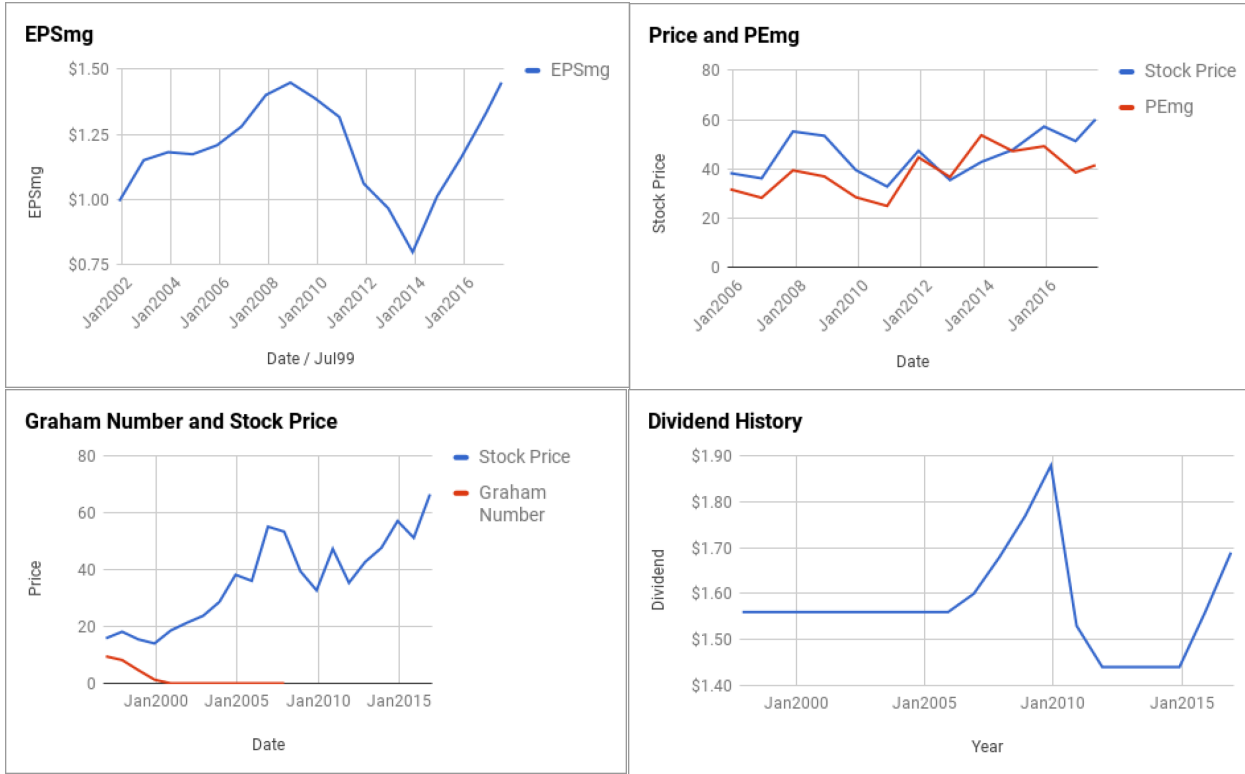 EPSmg
$1.50
$1.25
$1.00
$0.75
EPSmg
EPSmg
Jan2002
Jan2004
Jan2006
Jan2008
Jan2010
Jan2012
Jan2014
Jan2016
Date / Jul99
Price and PEmg
80
60
40
20
0
Stock Price
Stock Price
PEmg
Jan2006
Jan2008
Jan2010
Jan2012
Jan2014
Jan2016
Date
Graham Number and Stock Price
80
60
40
20
0
Price
Stock Price
Graham
Number
Jan2000
Jan2005
Jan2010
Jan2015
Date
Dividend History
$1.90
$1.80
$1.70
$1.60
$1.50
$1.40
Dividend
Jan2000
Jan2005
Jan2010
Jan2015
Year